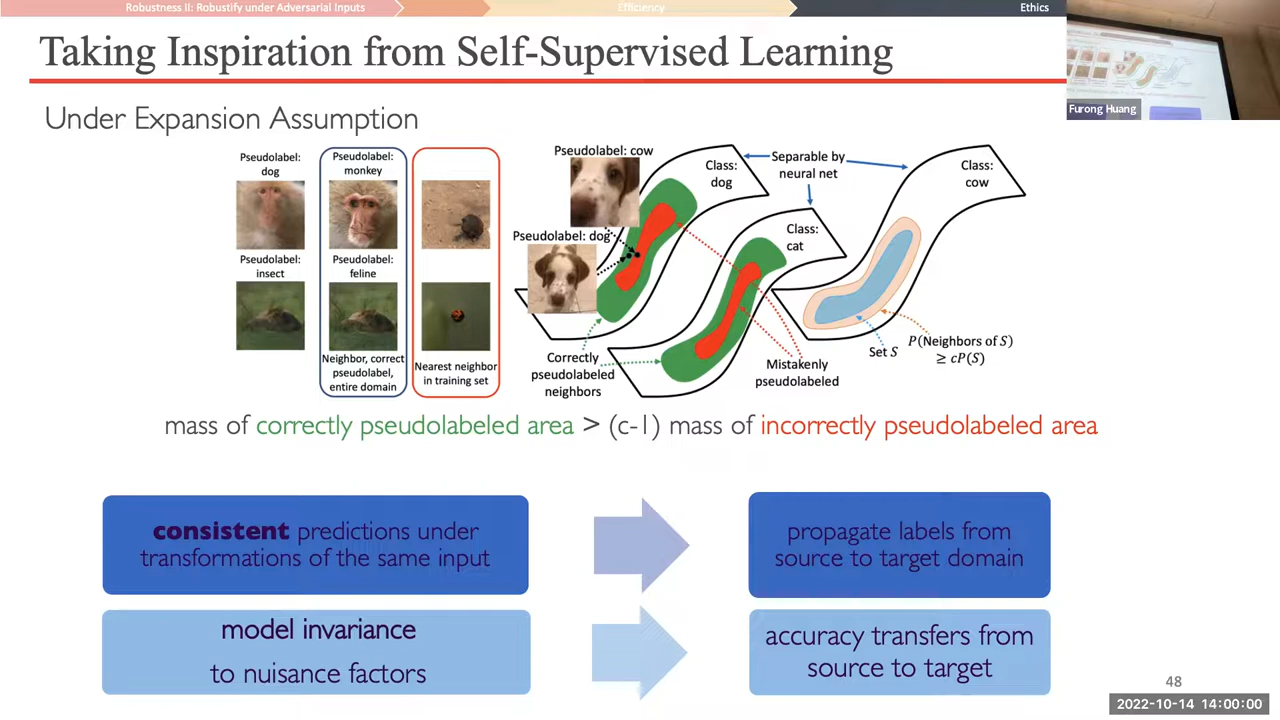 Robustness II: Robustify under Adversarial Inputs
Efficiency
Ethics
Taking Inspiration from Self-Supervised Learning
Furong Huang
Under Expansion Assumption
Pseudolabel:
dog
Pseudolabel:
monkey
Pseudolabel:
insect
Pseudolabel:
feline
Neighbor, correct
pseudolabel,
entire domain
Nearest neighbor
in training set
Pseudolabel: cow
Pseudolabel: dog
Class:
dog
Separable by
neural net
Class:
cat
Class:
cow
Correctly
pseudolabeled
neighbors
Mistakenly
pseudolabeled
Set S
P(Neighbors of S)
≥ cP(S)
mass of correctly pseudolabeled area > (c-1) mass of incorrectly pseudolabeled area
consistent predictions under
transformations of the same input
propagate labels from
source to target domain
model invariance
to nuisance factors
accuracy transfers from
source to target
48
2022-10-14 14:00:00